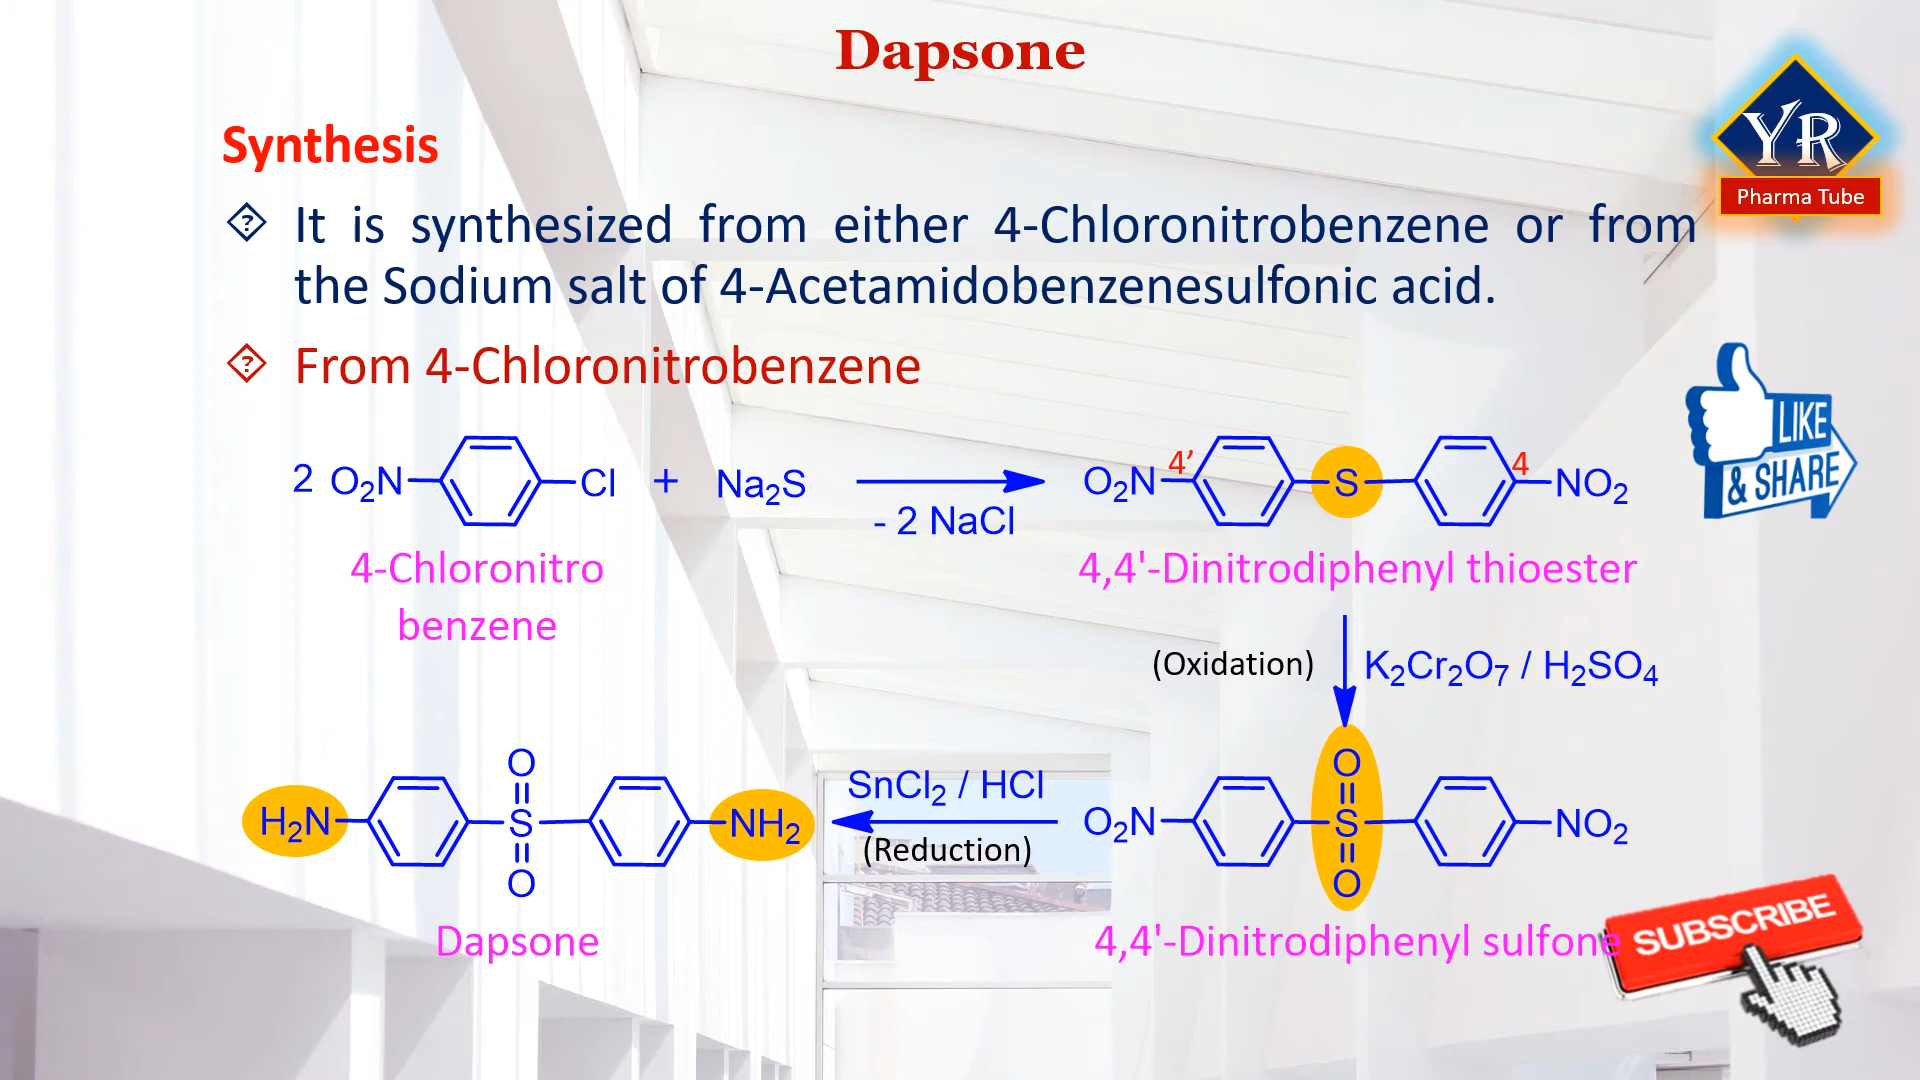 Dapsone
YR
Pharma Tube
Synthesis
It is synthesized from either 4-Chloronitrobenzene or from
the Sodium salt of 4-Acetamidobenzenesulfonic acid.
From 4-Chloronitrobenzene
LIKE
& SHARE
2 O₂N Cl + Na₂S - 2 NaCl O₂N 4’ S 4 NO₂
4-Chloronitro
benzene
4,4'-Dinitrodiphenyl thioester
(Oxidation) K₂Cr₂O₇ / H₂SO₄
H₂N O S O NH₂
SnCl₂ / HCl
(Reduction)
O₂N O S O NO₂
Dapsone
4,4'-Dinitrodiphenyl sulfone
SUBSCRIBE